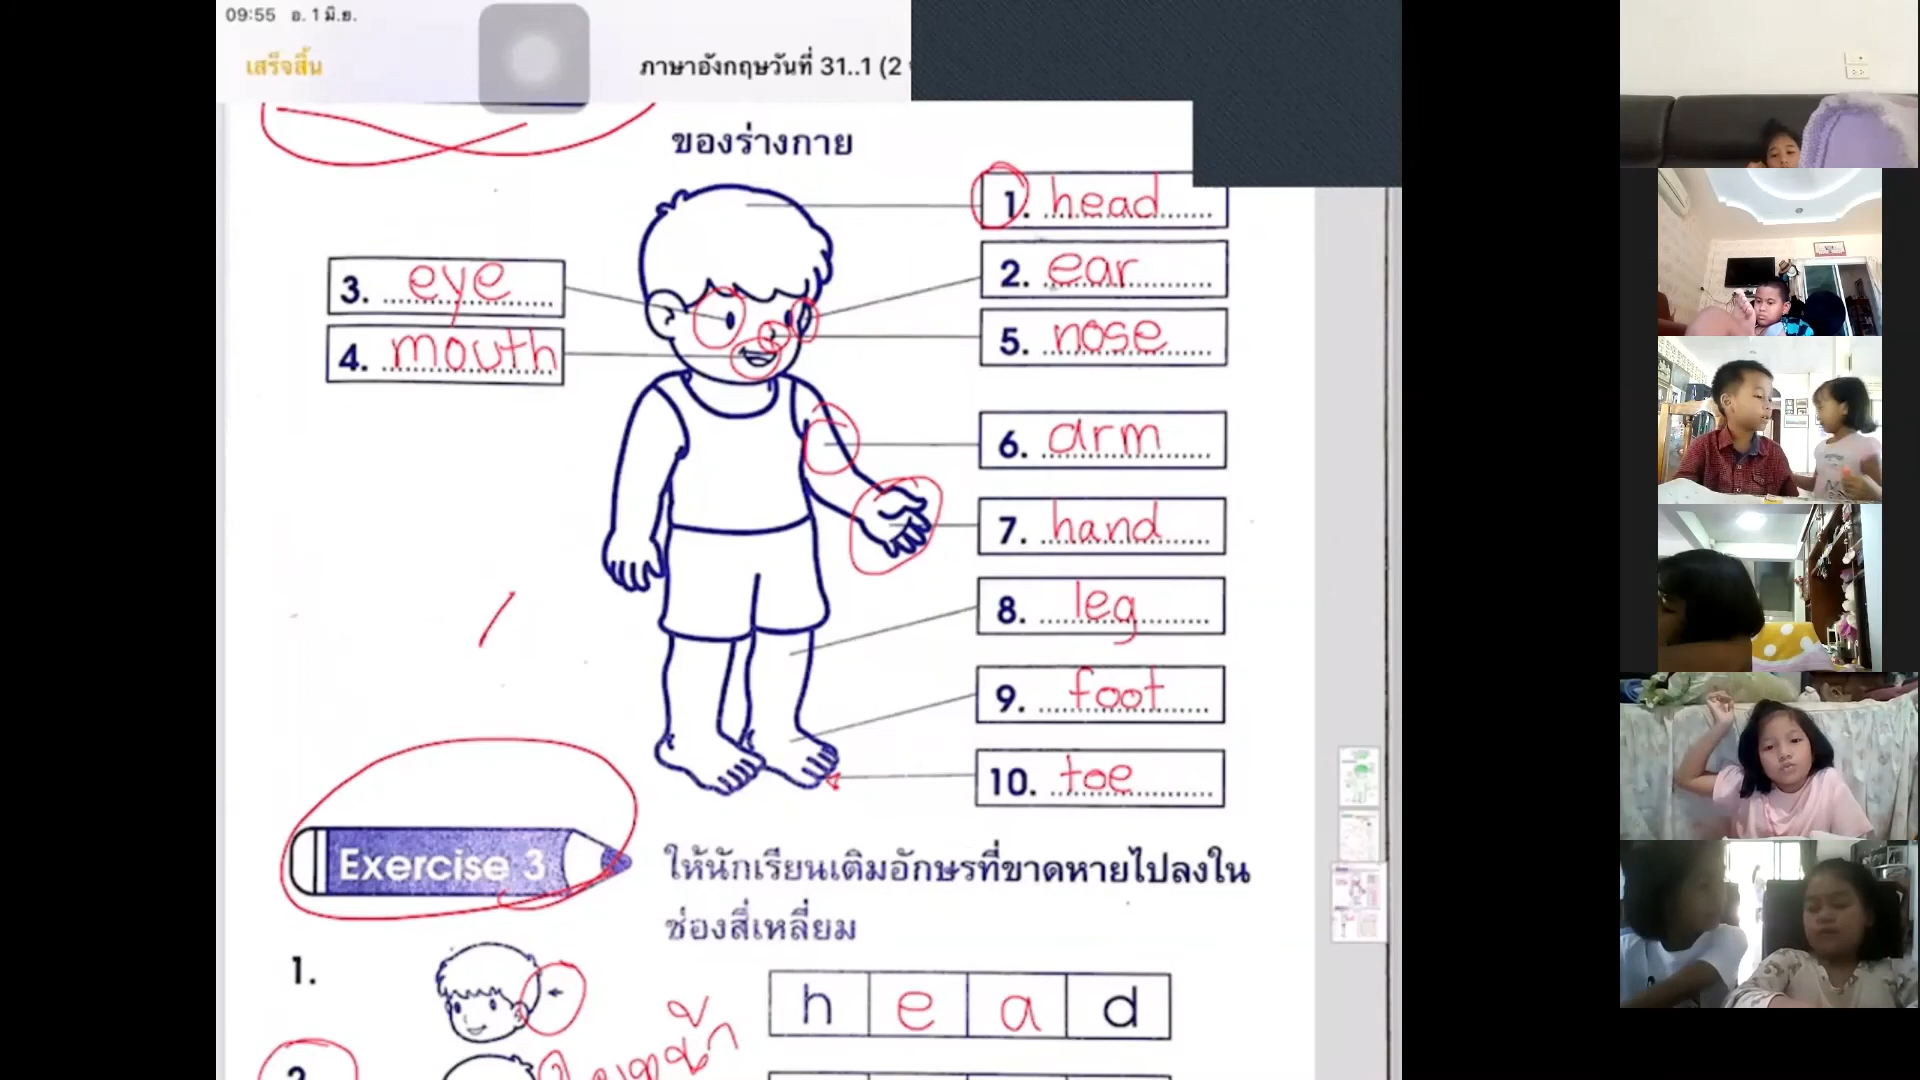 09:55 อ. 1 มิ.ย.
เสร็จสิ้น
ภาษาอังกฤษวันที่ 31..1 (2
ของร่างกาย
1. head
2. ear
3. eye
4. mouth
5. nose
6. arm
7. hand
8. leg
9. foot
10. toe
Exercise 3
ให้นักเรียนเติมอักษรที่ขาดหายไปลงใน
ช่องสี่เหลี่ยม
1.
h e a d
2